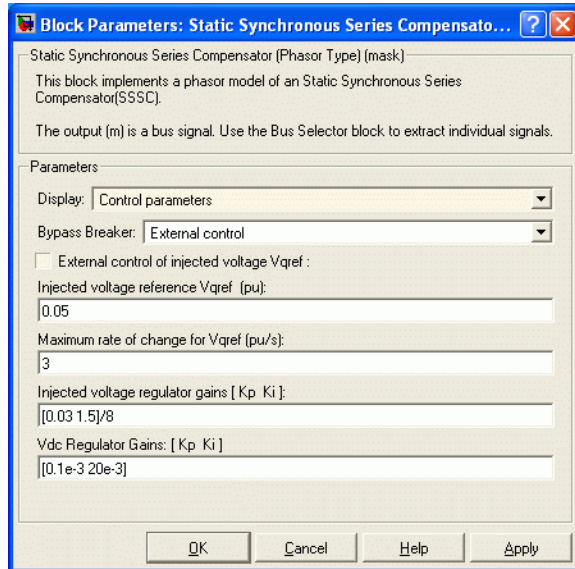 Block Parameters: Static Synchronous Series Compensato...
Static Synchronous Series Compensator (Phasor Type) (mask)
This block implements a phasor model of an Static Synchronous Series
Compensator(SSSC).
The output (m) is a bus signal. Use the Bus Selector block to extract individual signals.
Parameters
Display: Control parameters
Bypass Breaker: External control
External control of injected voltage Vqref :
Injected voltage reference Vqref (pu):
0.05
Maximum rate of change for Vqref (pu/s):
3
Injected voltage regulator gains [ Kp Ki ]:
[0.03 1.5]/8
Vdc Regulator Gains: [ Kp Ki ]
[0.1e-3 20e-3]
OK Cancel Help Apply